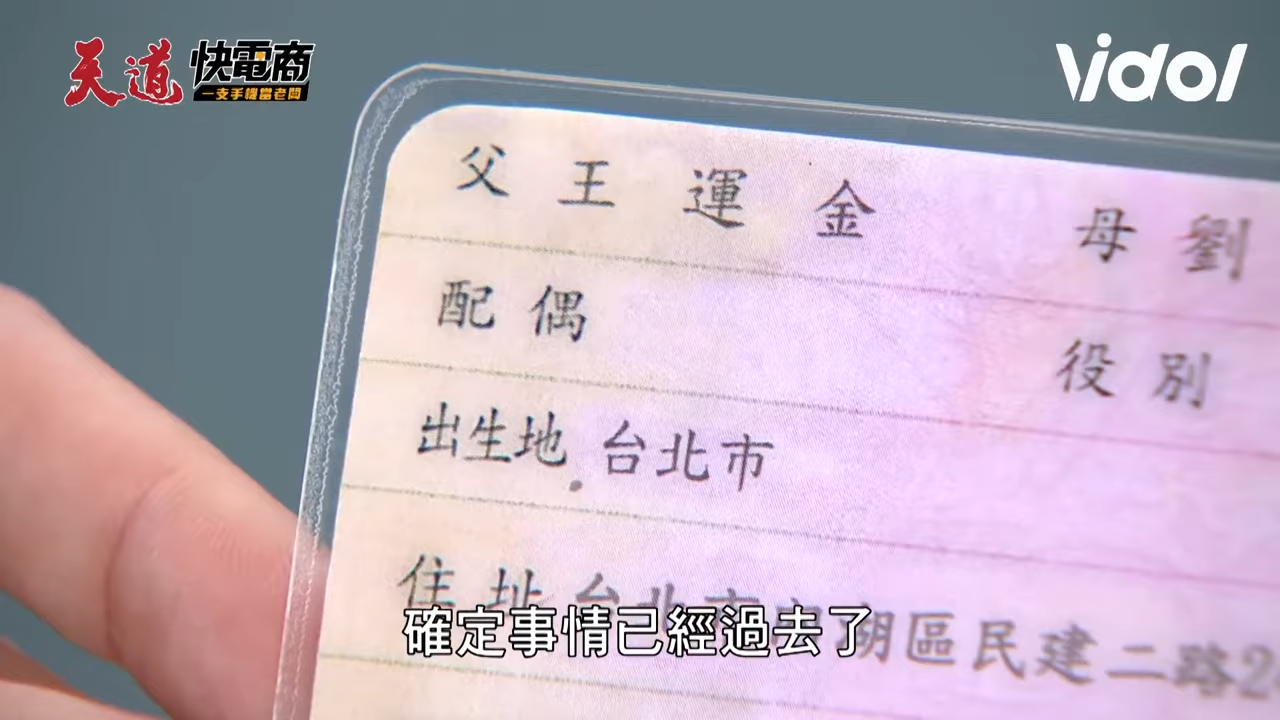 天道 快電商
一支手機當老闆
Vidol
父 王運金 母 劉
配偶 役別
出生地 台北市
住址 台北市 湖區民建二路2
確定事情已經過去了